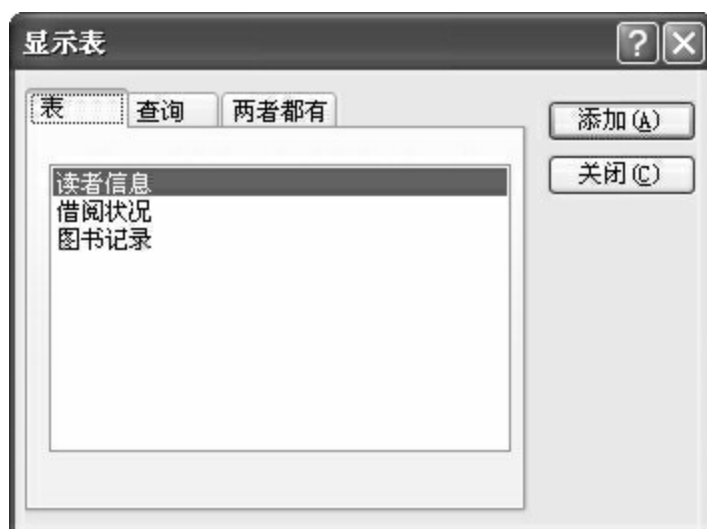 显示表
表 查询 两者都有
添加(A)
关闭(C)
读者信息
借阅状况
图书记录